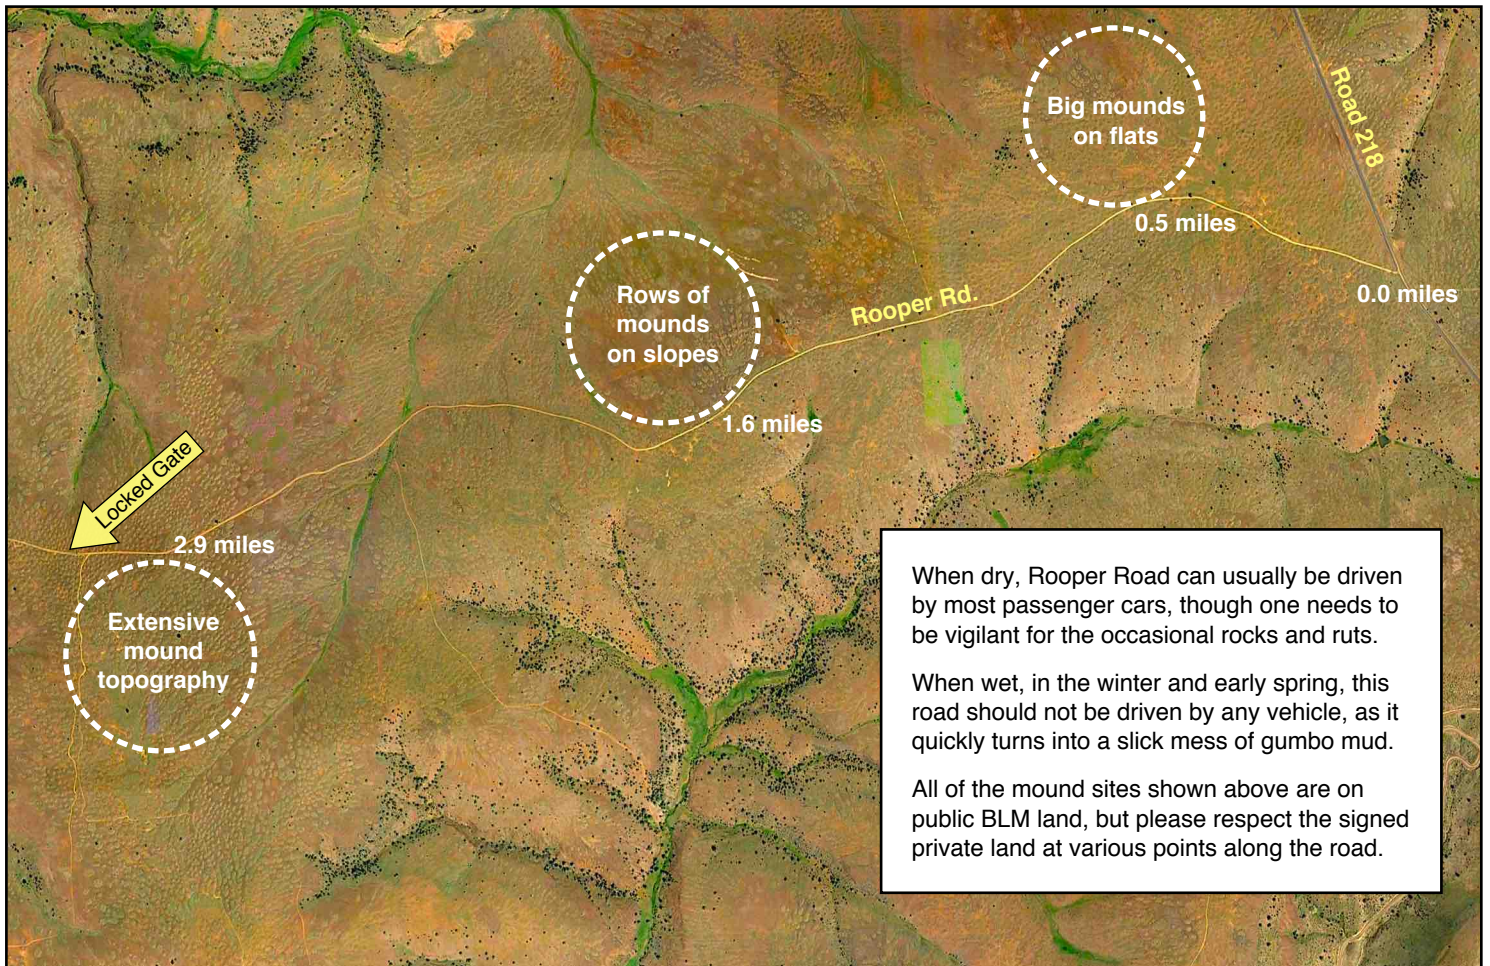 Big mounds
on flats
Road 218
0.5 miles
0.0 miles
Rooper Rd.
Rows of
mounds
on slopes
1.6 miles
Locked Gate
2.9 miles
Extensive
mound
topography
When dry, Rooper Road can usually be driven
by most passenger cars, though one needs to
be vigilant for the occasional rocks and ruts.
When wet, in the winter and early spring, this
road should not be driven by any vehicle, as it
quickly turns into a slick mess of gumbo mud.
All of the mound sites shown above are on
public BLM land, but please respect the signed
private land at various points along the road.